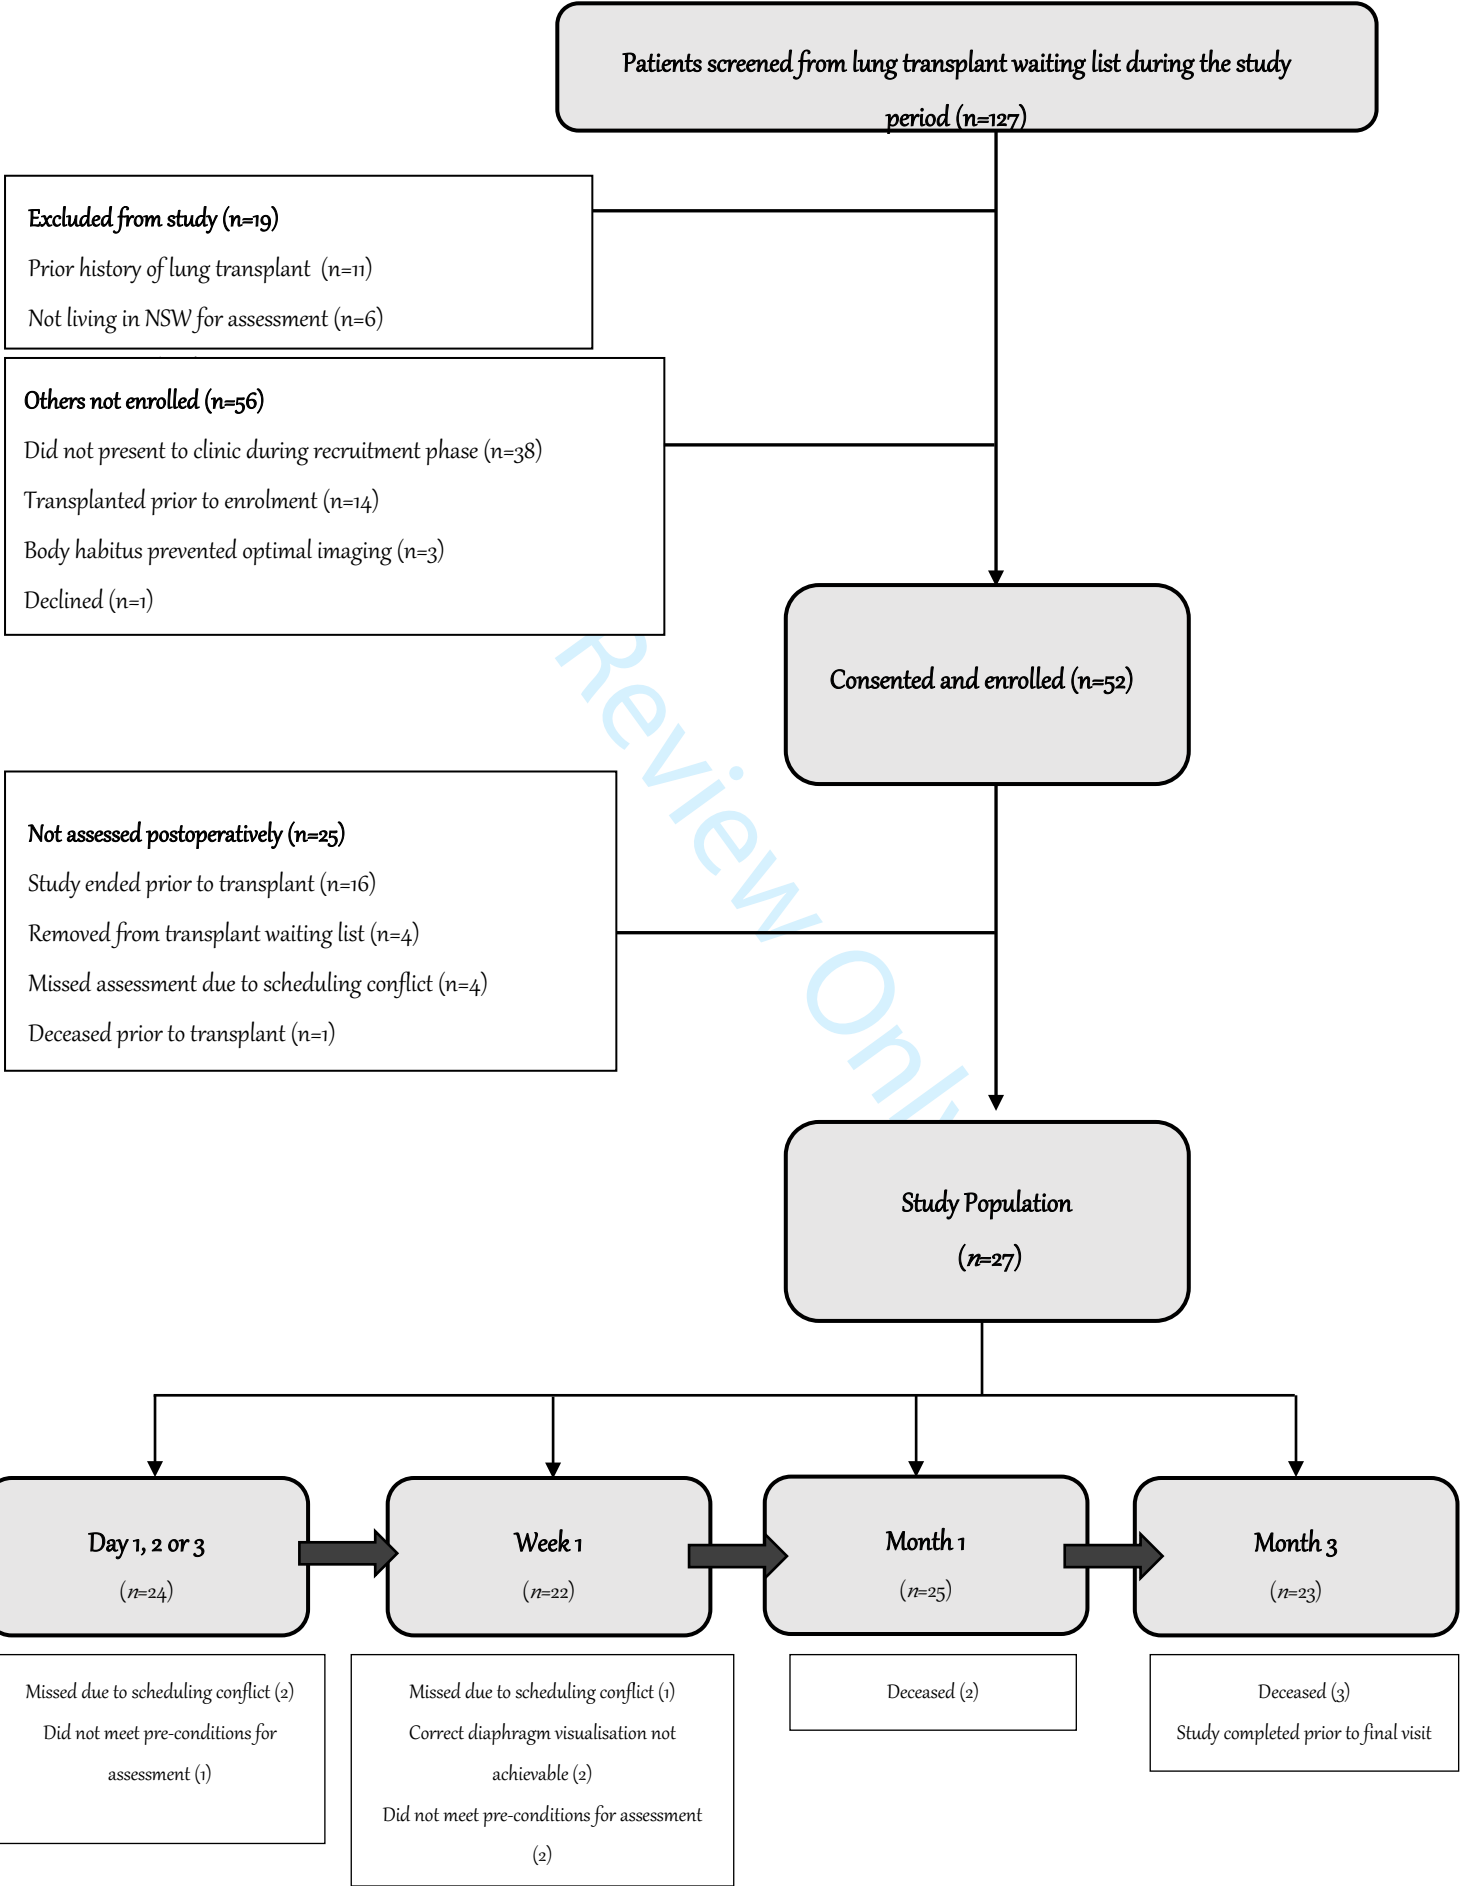 Patients screened from lung transplant waiting list during the study
period (n=127)
Excluded from study (n=19)
Prior history of lung transplant (n=11)
Not living in NSW for assessment (n=6)
Others not enrolled (n=56)
Did not present to clinic during recruitment phase (n=38)
Transplanted prior to enrolment (n=14)
Body habitus prevented optimal imaging (n=3)
Declined (n=1)
Consented and enrolled (n=52)
Review Only
Not assessed postoperatively (n=25)
Study ended prior to transplant (n=16)
Removed from transplant waiting list (n=4)
Missed assessment due to scheduling conflict (n=4)
Deceased prior to transplant (n=1)
Study Population
(n=27)
Day 1, 2 or 3
(n=24)
Week 1
(n=22)
Month 1
(n=25)
Month 3
(n=23)
Missed due to scheduling conflict (2)
Did not meet pre-conditions for
assessment (1)
Missed due to scheduling conflict (1)
Correct diaphragm visualisation not
achievable (2)
Did not meet pre-conditions for assessment
(2)
Deceased (2)
Deceased (3)
Study completed prior to final visit